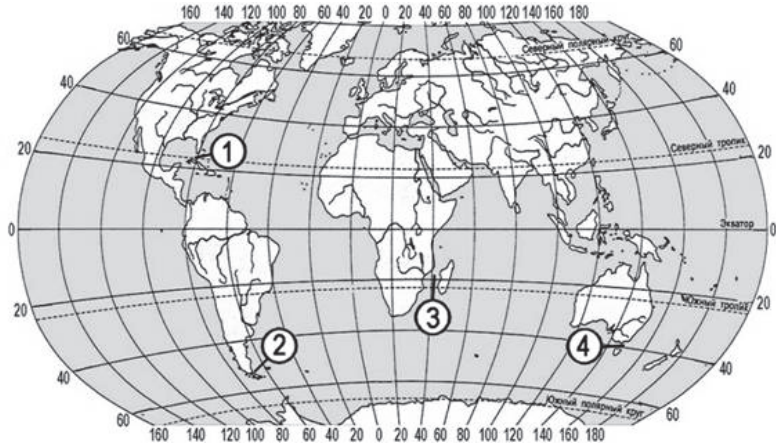 160 140 120 100 80 60 40 20 0 20 40 60 80 100 120 140 160 180
60 Северный полярный круг 60
40 40
1
20 Северный тропик 20
0 Экватор 0
20 Южный тропик 20
3
2 4
40 40
60 Южный полярный круг 60
160 140 120 100 80 60 40 20 0 20 40 60 80 100 120 140 160 180